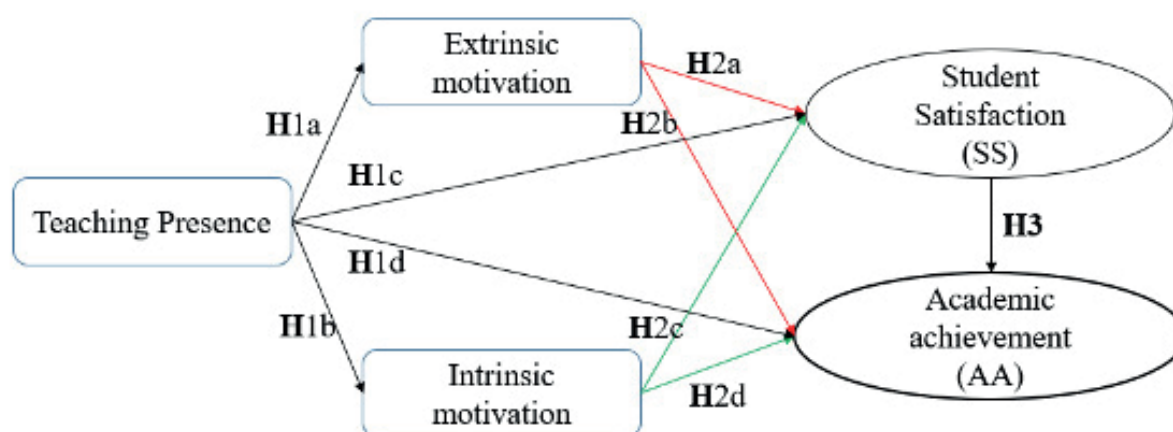 Extrinsic
motivation
H2a
Student
Satisfaction
(SS)
H1a
H2b
H1c
Teaching Presence
H3
H1d
H1b
H2c
Academic
achievement
(AA)
Intrinsic
motivation
H2d